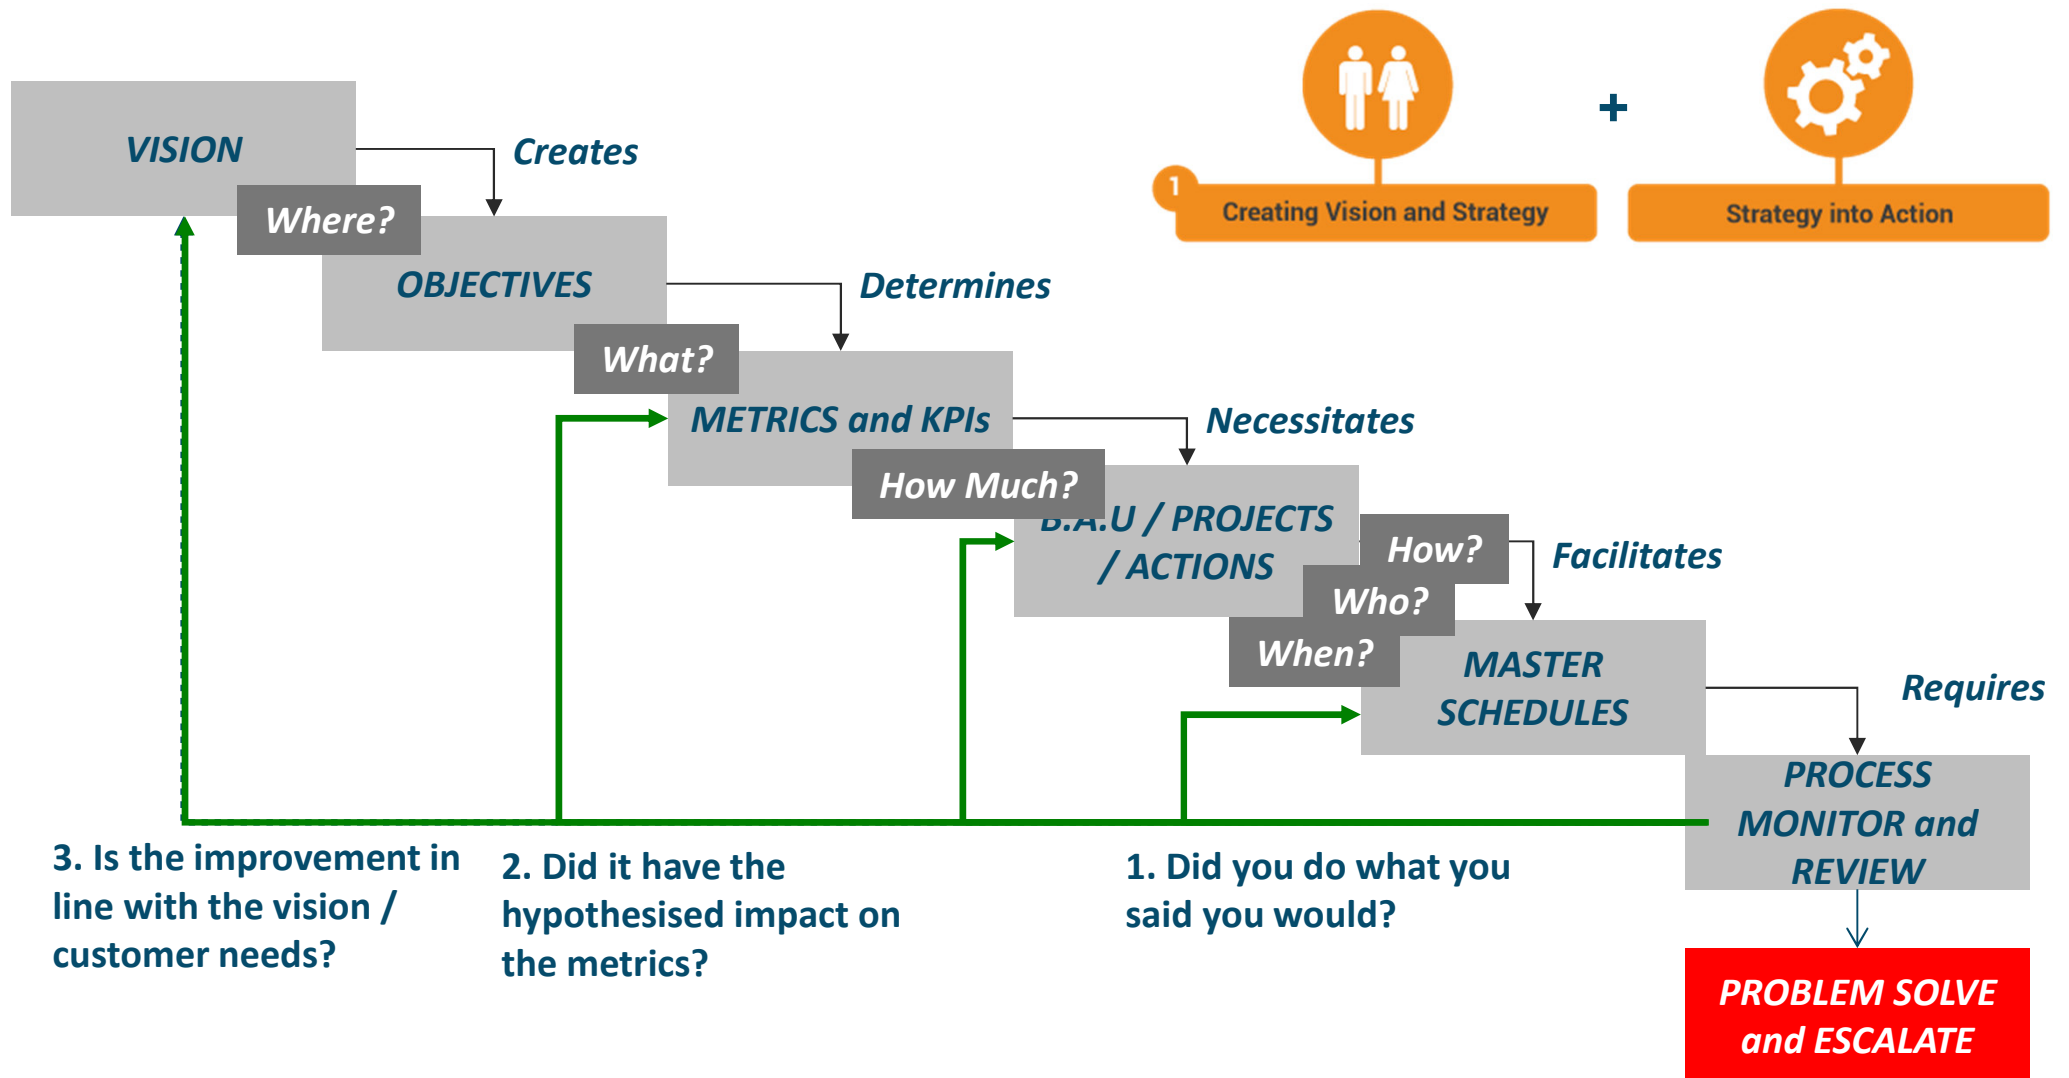 1
Creating Vision and Strategy
+
Strategy into Action
VISION
Creates
Where?
OBJECTIVES
Determines
What?
METRICS and KPIs
Necessitates
How Much?
B.A.U / PROJECTS
/ ACTIONS
How?
Who?
When?
Facilitates
MASTER
SCHEDULES
Requires
PROCESS
MONITOR and
REVIEW
3. Is the improvement in
line with the vision /
customer needs?
2. Did it have the
hypothesised impact on
the metrics?
1. Did you do what you
said you would?
PROBLEM SOLVE
and ESCALATE